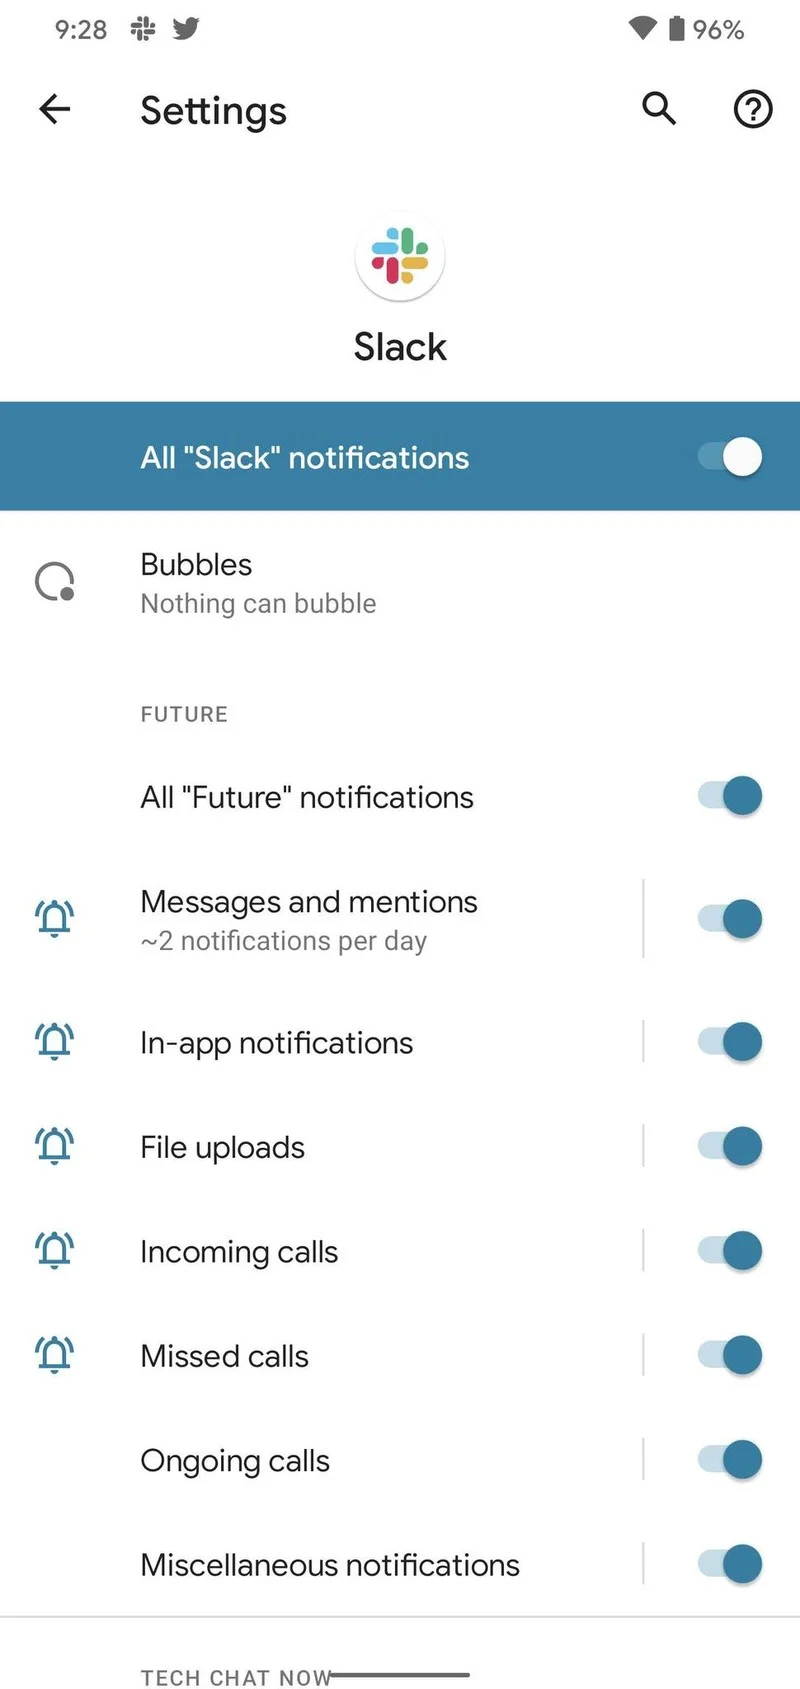 9:28 96%
Settings
Slack
All "Slack" notifications
Bubbles
Nothing can bubble
FUTURE
All "Future" notifications
Messages and mentions
~2 notifications per day
In-app notifications
File uploads
Incoming calls
Missed calls
Ongoing calls
Miscellaneous notifications
TECH CHAT NOW